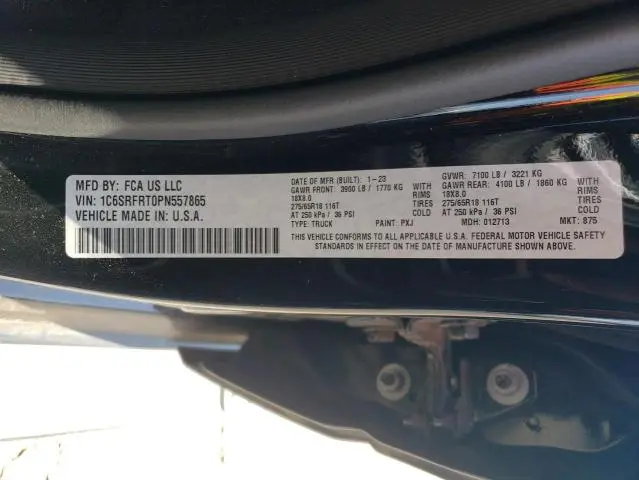 MFD BY: FCA US LLC
VIN: 1C6SRFRT0PN557865
VEHICLE MADE IN U.S.A.
DATE OF MFR (BUILT): 1-23
GAWR FRONT: 3900 LB / 1770 KG WITH
18X8.0 RIMS
275/65R18 116T TIRES
AT 250 kPa / 36 PSI COLD
TYPE: TRUCK PAINT: PXJ
GVWR: 7100 LB / 3221 KG
GAWR REAR: 4100 LB / 1860 KG WITH
18X8.0 RIMS
275/65R18 116T TIRES
AT 250 kPa / 36 PSI COLD
MDH: 012713 MKT: 875
THIS VEHICLE CONFORMS TO ALL APPLICABLE U.S.A. FEDERAL MOTOR VEHICLE SAFETY
STANDARDS IN EFFECT ON THE DATE OF MANUFACTURE SHOWN ABOVE.